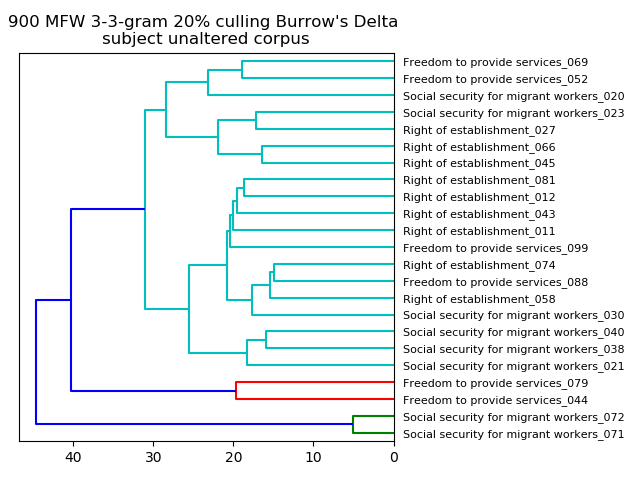 900 MFW 3-3-gram 20% culling Burrow's Delta
subject unaltered corpus
Freedom to provide services_069
Freedom to provide services_052
Social security for migrant workers_020
Social security for migrant workers_023
Right of establishment_027
Right of establishment_066
Right of establishment_045
Right of establishment_081
Right of establishment_012
Right of establishment_043
Right of establishment_011
Freedom to provide services_099
Right of establishment_074
Freedom to provide services_088
Right of establishment_058
Social security for migrant workers_030
Social security for migrant workers_040
Social security for migrant workers_038
Social security for migrant workers_021
Freedom to provide services_079
Freedom to provide services_044
Social security for migrant workers_072
Social security for migrant workers_071
40 30 20 10 0